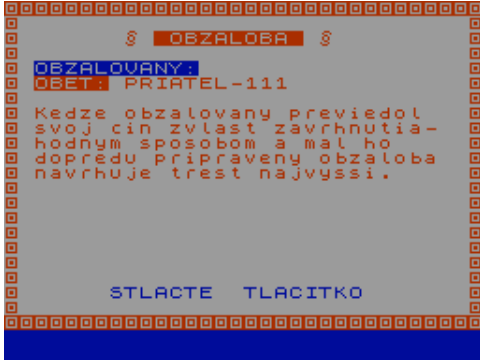 § OBZALOBA §
OBZALOVANY:
OBET: PRIATEL-111
Kedze obzalovany previedol
svoj cin zvlast zavrhnutia-
hodnym sposobom a mal ho
dopredu pripraveny obzaloba
navrhuje trest najvyssi.
STLACTE TLACITKO